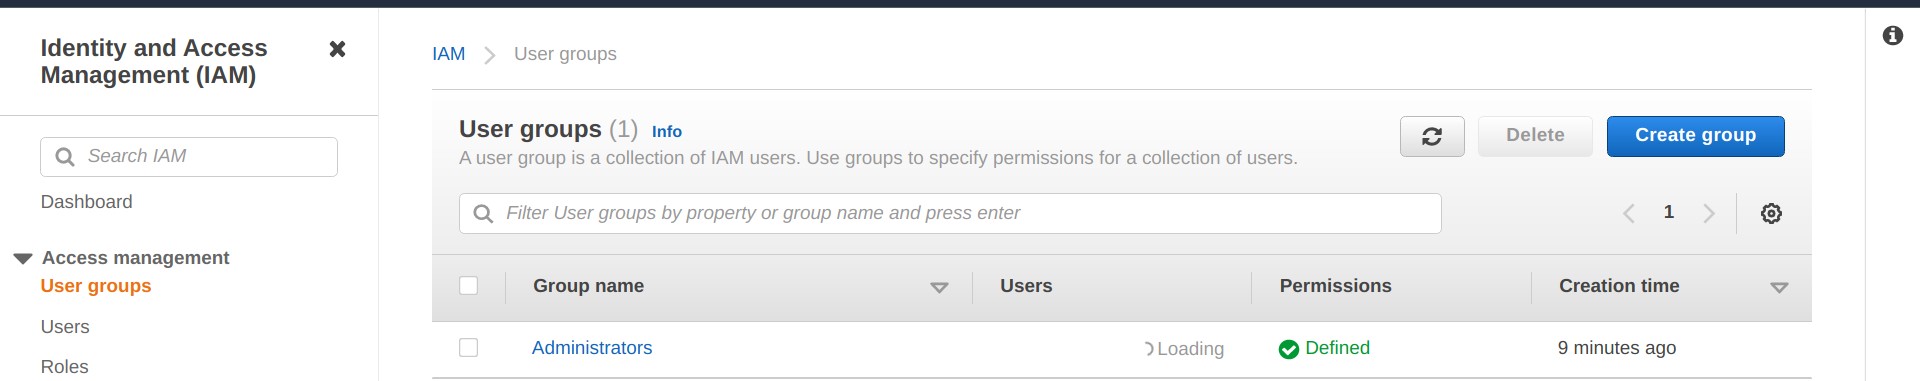 Identity and Access
Management (IAM)
Search IAM
Dashboard
Access management
User groups
Users
Roles
IAM
User groups
User groups (1) Info
A user group is a collection of IAM users. Use groups to specify permissions for a collection of users.
Delete
Create group
Filter User groups by property or group name and press enter
1
Group name
Users
Permissions
Creation time
Administrators
Loading
Defined
9 minutes ago